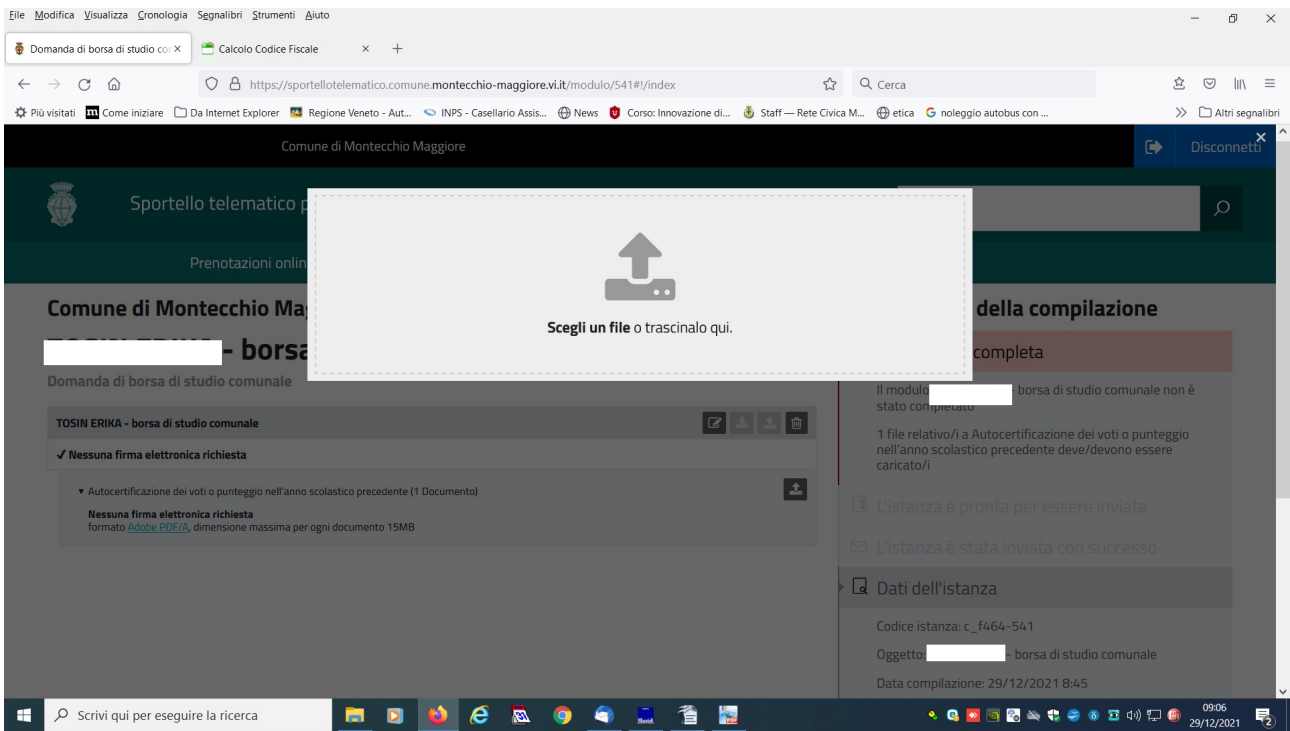 File Modifica Visualizza Cronologia Segnalibri Strumenti Aiuto
Domanda di borsa di studio cor
Calcolo Codice Fiscale
https://sportellotelematico.comune.montecchio-maggiore.vi.it/modulo/541#!/index
Cerca
Più visitati Come iniziare Da Internet Explorer Regione Veneto - Aut... INPS - Casellario Assis... News Corso: Innovazione di... Staff — Rete Civica M... etica noleggio autobus con ... Altri segnalibri
Comune di Montecchio Maggiore
Disconnetti
Sportello telematico p
Prenotazioni onlin
Scegli un file o trascinalo qui.
Comune di Montecchio Mag
- borsa
Domanda di borsa di studio comunale
TOSIN ERIKA - borsa di studio comunale
✓ Nessuna firma elettronica richiesta
▾ Autocertificazione dei voti o punteggio nell'anno scolastico precedente (1 Documento)
Nessuna firma elettronica richiesta
formato Adobe PDF/A, dimensione massima per ogni documento 15MB
della compilazione
completa
Il modulo - borsa di studio comunale non è
stato completato
1 file relativo/i a Autocertificazione dei voti o punteggio
nell'anno scolastico precedente deve/devono essere
caricato/i
L'istanza è pronta per essere inviata
L'istanza è stata inviata con successo
Dati dell'istanza
Codice istanza: c_f464-541
Oggetto: - borsa di studio comunale
Data compilazione: 29/12/2021 8:45
Scrivi qui per eseguire la ricerca
09:06
29/12/2021